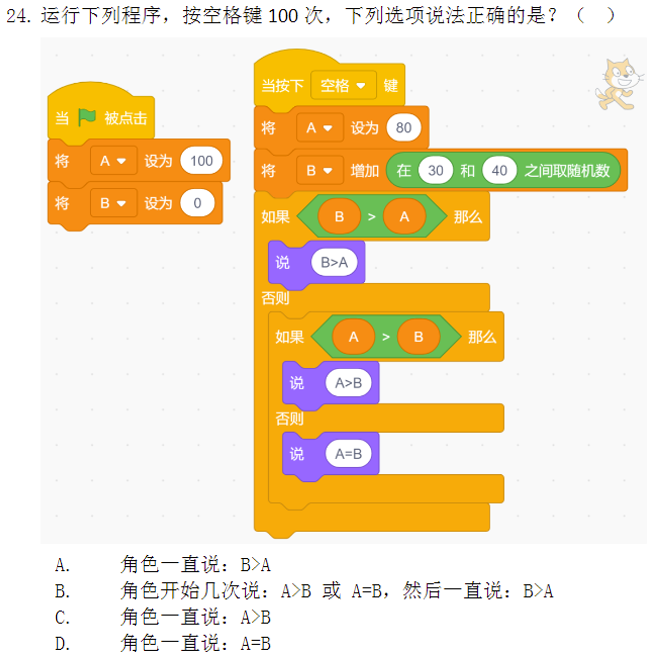 24. 运行下列程序，按空格键100次，下列选项说法正确的是？（ ）
当 被点击
将 A 设为 100
将 B 设为 0
当按下 空格 键
将 A 设为 80
将 B 增加 在 30 和 40 之间取随机数
如果 B > A 那么
说 B>A
否则
如果 A > B 那么
说 A>B
否则
说 A=B
A. 角色一直说：B>A
B. 角色开始几次说：A>B 或 A=B，然后一直说：B>A
C. 角色一直说：A>B
D. 角色一直说：A=B